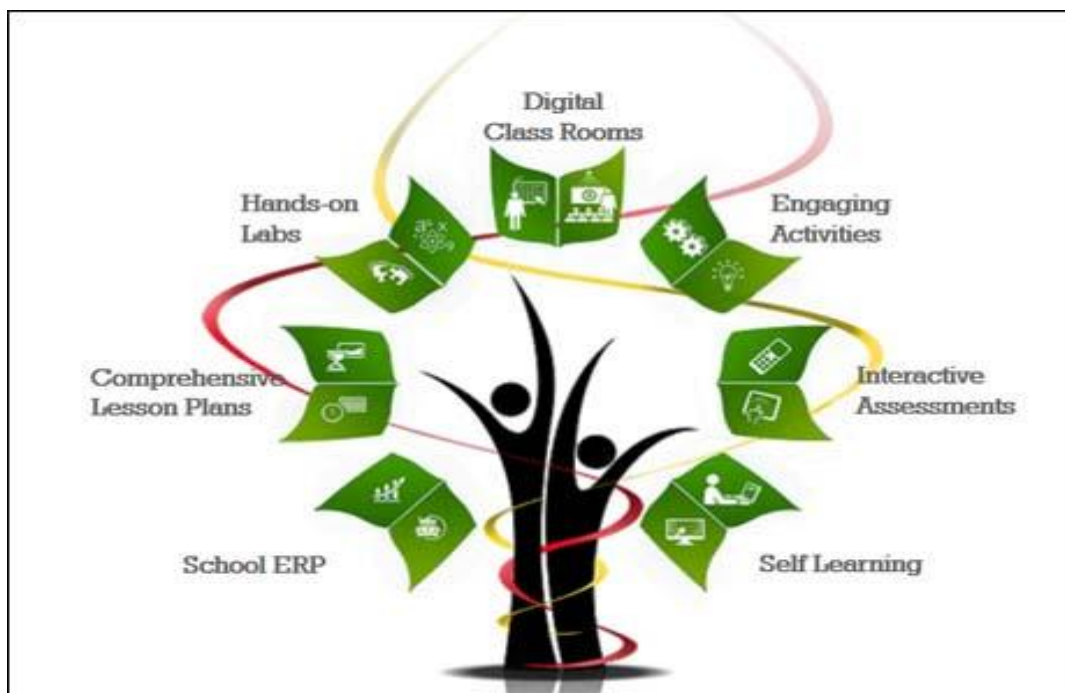 Digital
Class Rooms
Hands-on
Labs
Engaging
Activities
Comprehensive
Lesson Plans
Interactive
Assessments
School ERP
Self Learning